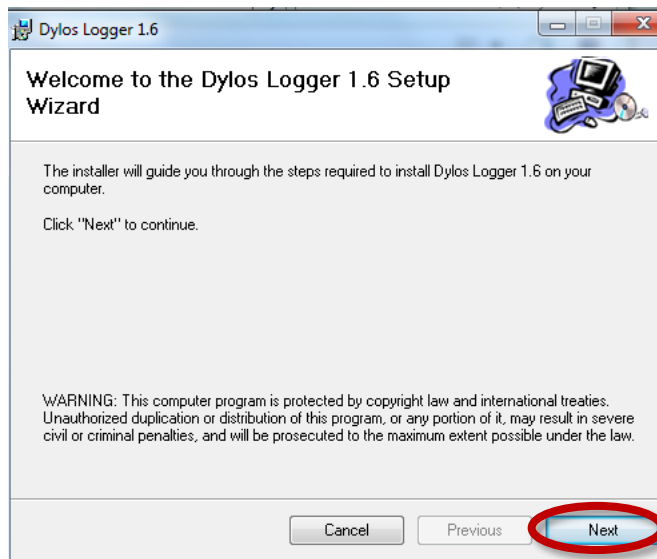 Dylos Logger 1.6
Welcome to the Dylos Logger 1.6 Setup
Wizard
The installer will guide you through the steps required to install Dylos Logger 1.6 on your
computer.
Click "Next" to continue.
WARNING: This computer program is protected by copyright law and international treaties.
Unauthorized duplication or distribution of this program, or any portion of it, may result in severe
civil or criminal penalties, and will be prosecuted to the maximum extent possible under the law.
Cancel Previous Next